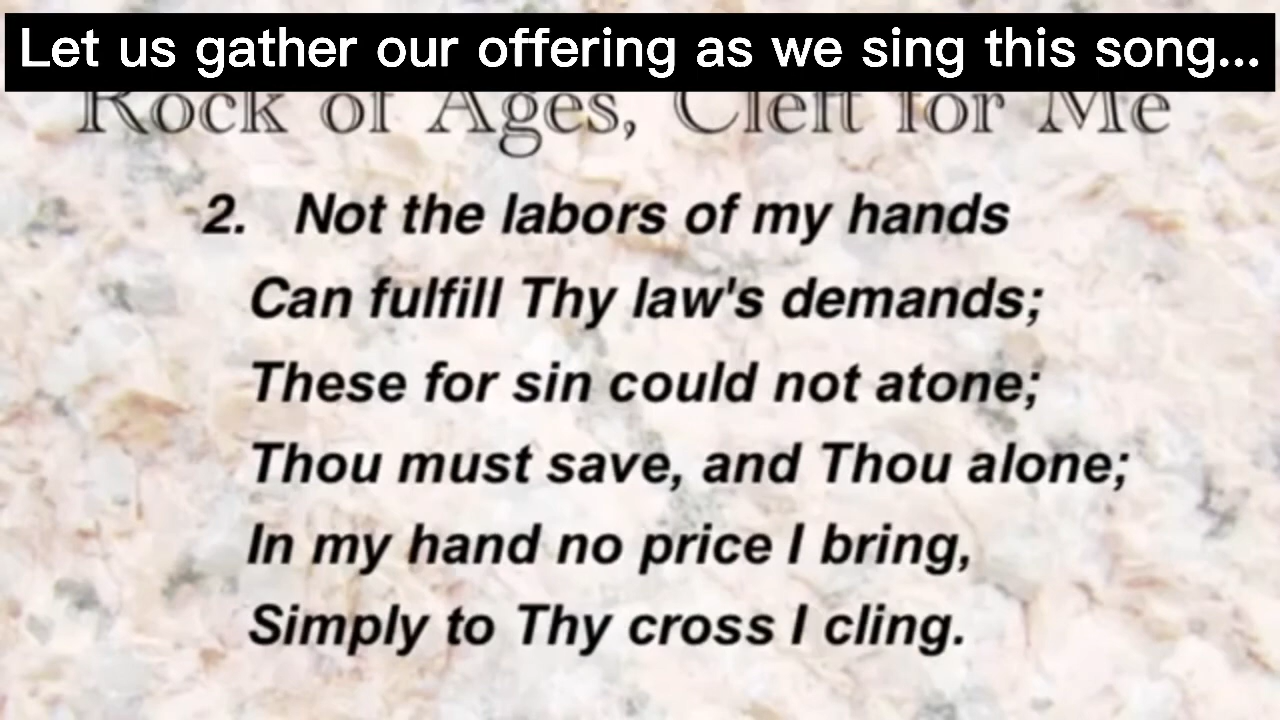 Let us gather our offering as we sing this song...
Rock of Ages, Cleft for Me
2. Not the labors of my hands
Can fulfill Thy law's demands;
These for sin could not atone;
Thou must save, and Thou alone;
In my hand no price I bring,
Simply to Thy cross I cling.